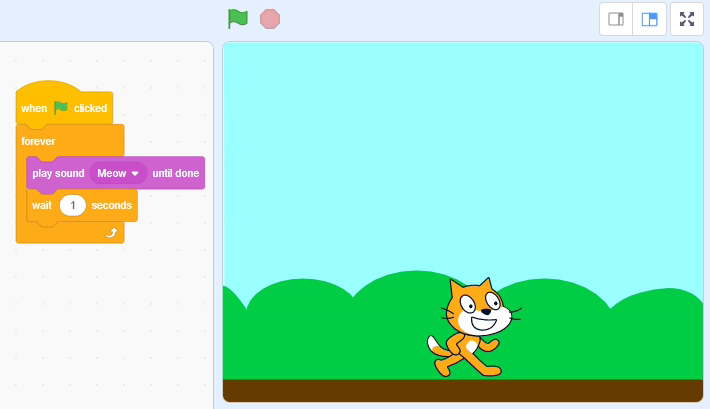 when clicked
forever
play sound Meow until done
wait 1 seconds